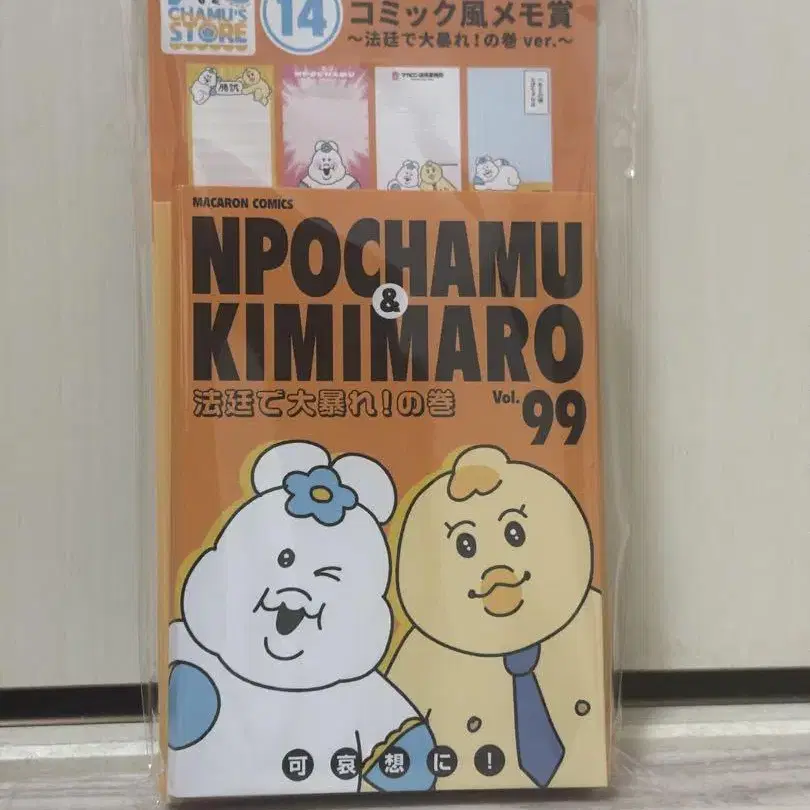 CHAMU'S
STORE
14
コミック風メモ賞
〜法廷で大暴れ!の巻 ver.〜
勝訴
MACARON COMICS
NPOCHAMU
&
KIMIMARO
法廷で大暴れ!の巻
Vol. 99
可哀想に!